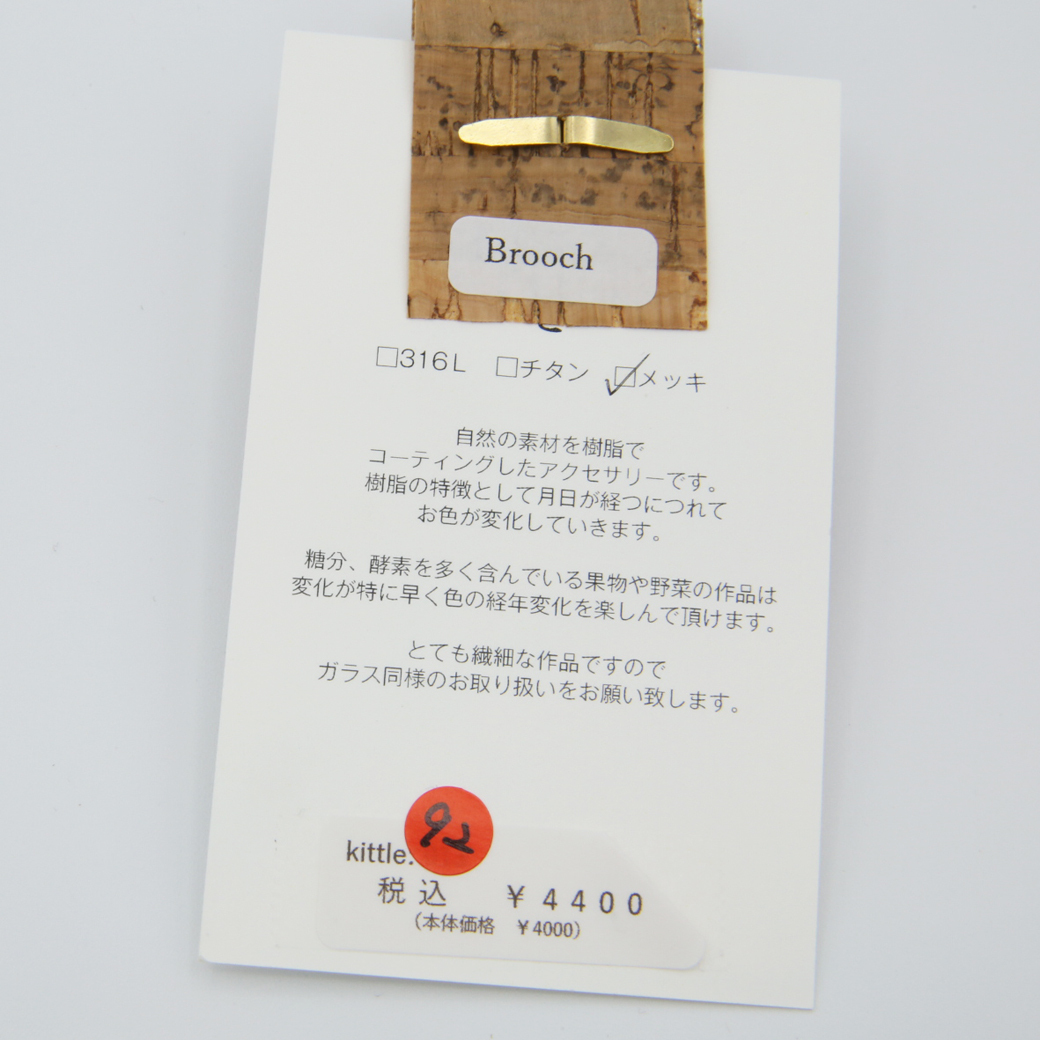 Brooch
□316L □チタン ☑メッキ
自然の素材を樹脂で
コーティングしたアクセサリーです。
樹脂の特徴として月日が経つにつれて
お色が変化していきます。
糖分、酵素を多く含んでいる果物や野菜の作品は
変化が特に早く色の経年変化を楽しんで頂けます。
とても繊細な作品ですので
ガラス同様のお取り扱いをお願い致します。
92
kittle.
税込 ¥4400
(本体価格 ¥4000)